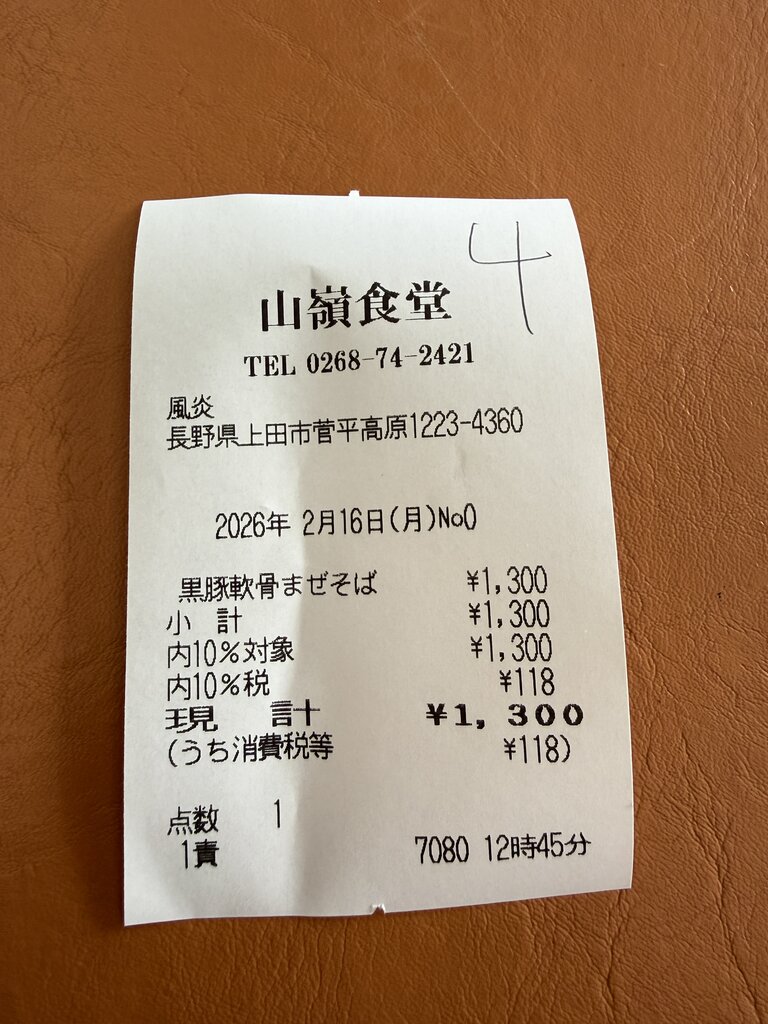 4
山嶺食堂
TEL 0268-74-2421
風炎
長野県上田市菅平高原1223-4360
2026年 2月16日(月)No0
黒豚軟骨まぜそば ¥1,300
小 計 ¥1,300
内10%対象 ¥1,300
内10%税 ¥118
現 計 ¥1,300
(うち消費税等 ¥118)
点数 1
1責 7080 12時45分